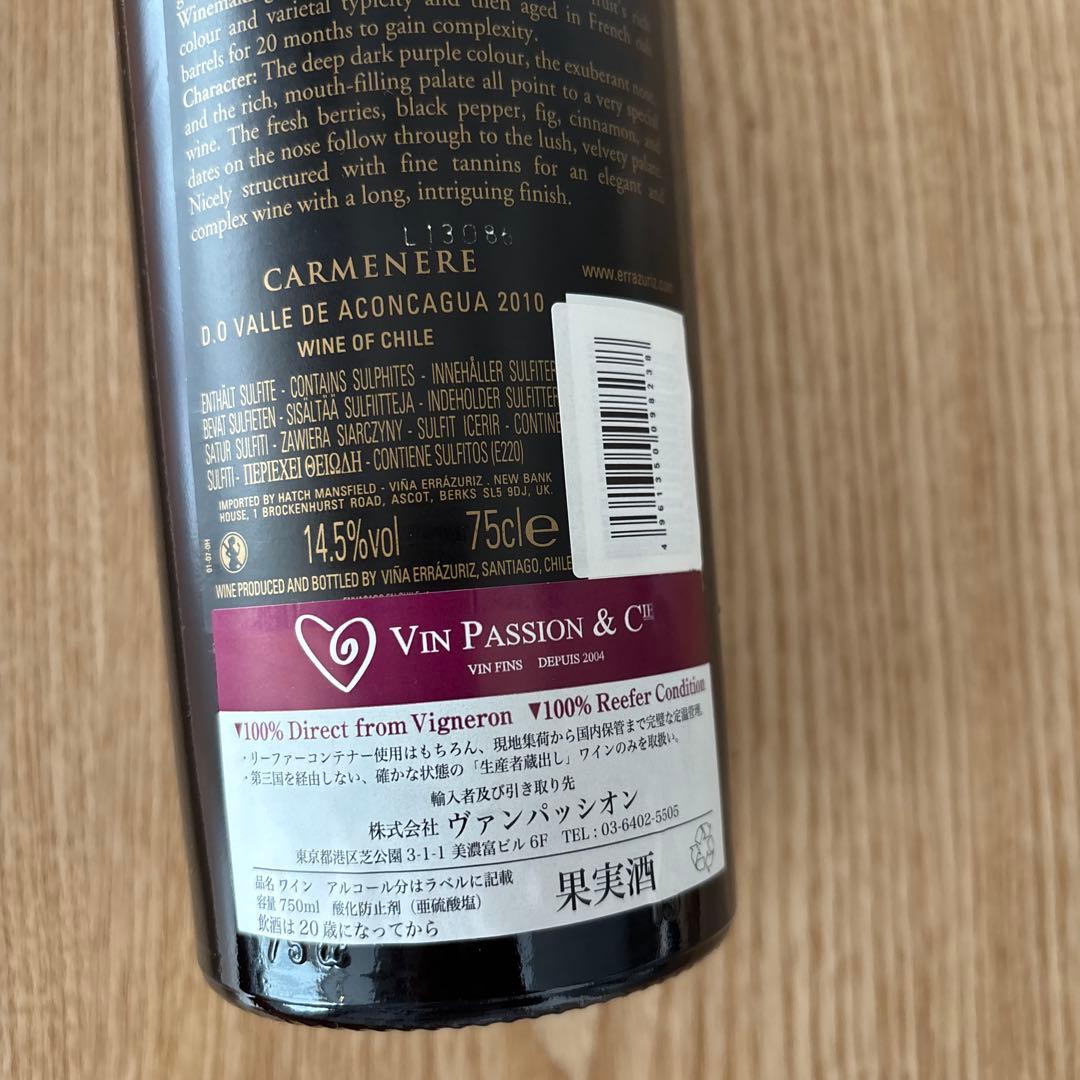 Winemak
fruit's rich
colour and varietal typicity and then aged in French oak
barrels for 20 months to gain complexity.
Character: The deep dark purple colour, the exuberant nose,
and the rich, mouth-filling palate all point to a very special
wine. The fresh berries, black pepper, fig, cinnamon, and
dates on the nose follow through to the lush, velvety palate.
Nicely structured with fine tannins for an elegant and
complex wine with a long, intriguing finish.
L13086
CARMENERE
www.errazuriz.com
D.O VALLE DE ACONCAGUA 2010
WINE OF CHILE
ENTHÄLT SULFITE - CONTAINS SULPHITES - INNEHÅLLER SULFITER
BEVAT SULFIETEN - SISÄLTÄÄ SULFIITTEJA - INDEHOLDER SULFITTER
SATUR SULFITI - ZAWIERA SIARCZYNY - SULFIT ICERIR - CONTINE
SULFITI - ΠΕΡΙΕΧΕΙ ΘΕΙΩΔΗ - CONTIENE SULFITOS (E220)
IMPORTED BY HATCH MANSFIELD - VIÑA ERRÁZURIZ . NEW BANK
HOUSE, 1 BROCKENHURST ROAD, ASCOT, BERKS SL5 9DJ, UK.
01-07-0H
14.5%vol 75cl e
WINE PRODUCED AND BOTTLED BY VIÑA ERRÁZURIZ, SANTIAGO, CHILE
4961350098238
VIN PASSION & CIE
VIN FINS DEPUIS 2004
▼100% Direct from Vigneron ▼100% Reefer Condition
・リーファーコンテナー使用はもちろん、現地集荷から国内保管まで完璧な定温管理。
・第三国を経由しない、確かな状態の「生産者蔵出し」ワインのみを取扱い。
輸入者及び引き取り先
株式会社 ヴァンパッシオン
東京都港区芝公園 3-1-1 美濃富ビル 6F TEL : 03-6402-5505
品名 ワイン アルコール分はラベルに記載
容量 750ml 酸化防止剤（亜硫酸塩）
飲酒は 20 歳になってから
果実酒
75 cl